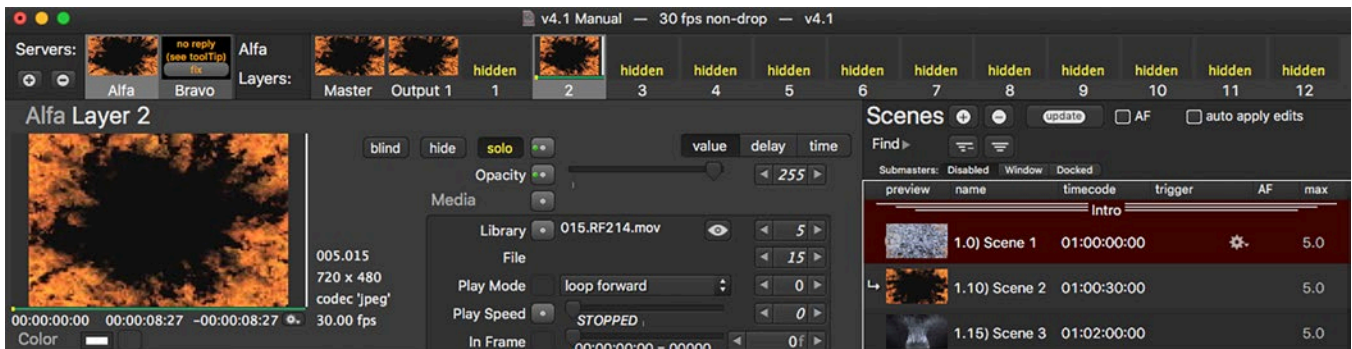 v4.1 Manual — 30 fps non-drop — v4.1
Servers:
no reply
(see toolTip)
fix
Alfa
Bravo
Alfa
Layers:
Master
Output 1
hidden
1
2
hidden
3
hidden
4
hidden
5
hidden
6
hidden
7
hidden
8
hidden
9
hidden
10
hidden
11
hidden
12
Alfa Layer 2
blind hide solo
value delay time
Opacity 255
Media
Library 015.RF214.mov 5
File 15
Play Mode loop forward 0
Play Speed STOPPED 0
In Frame 00:00:00:00 – 00000 0f
005.015
720 x 480
codec 'jpeg'
30.00 fps
00:00:00:00 00:00:08:27 -00:00:08:27
Color
Scenes update AF auto apply edits
Find
Submasters: Disabled Window Docked
preview name timecode trigger AF max
Intro
1.0) Scene 1 01:00:00:00 5.0
1.10) Scene 2 01:00:30:00 5.0
1.15) Scene 3 01:02:00:00 5.0